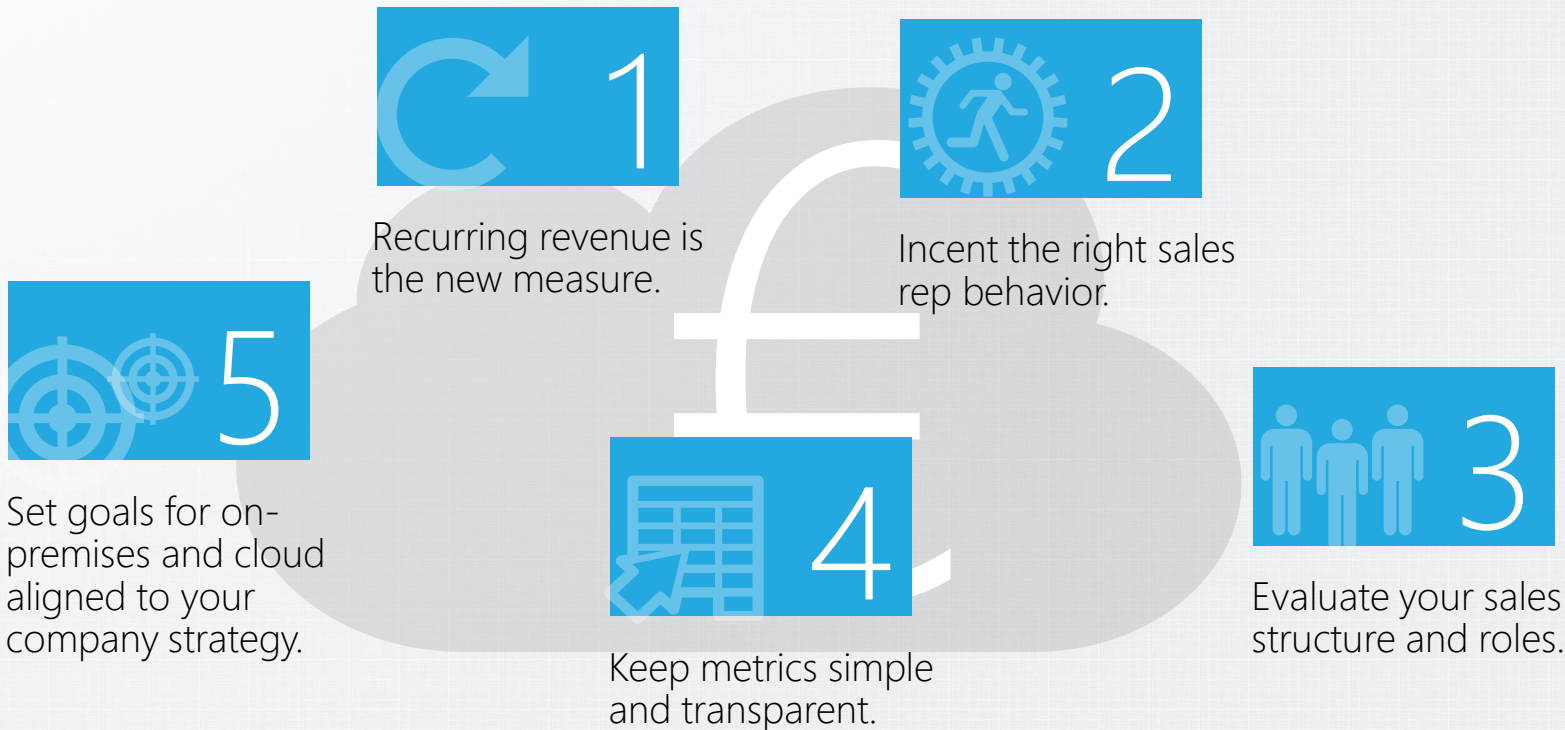 1
Recurring revenue is
the new measure.
2
Incent the right sales
rep behavior.
3
Evaluate your sales
structure and roles.
4
Keep metrics simple
and transparent.
5
Set goals for on-
premises and cloud
aligned to your
company strategy.
£